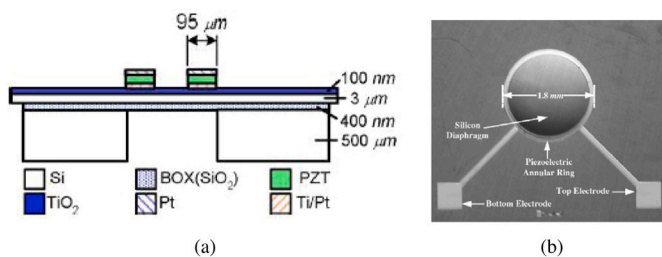 95 μm
100 nm
3 μm
400 nm
500 μm
Si
BOX(SiO₂)
PZT
TiO₂
Pt
Ti/Pt
(a)
1.8 mm
Silicon
Diaphragm
Piezoelectric
Annular Ring
Top Electrode
Bottom Electrode
(b)